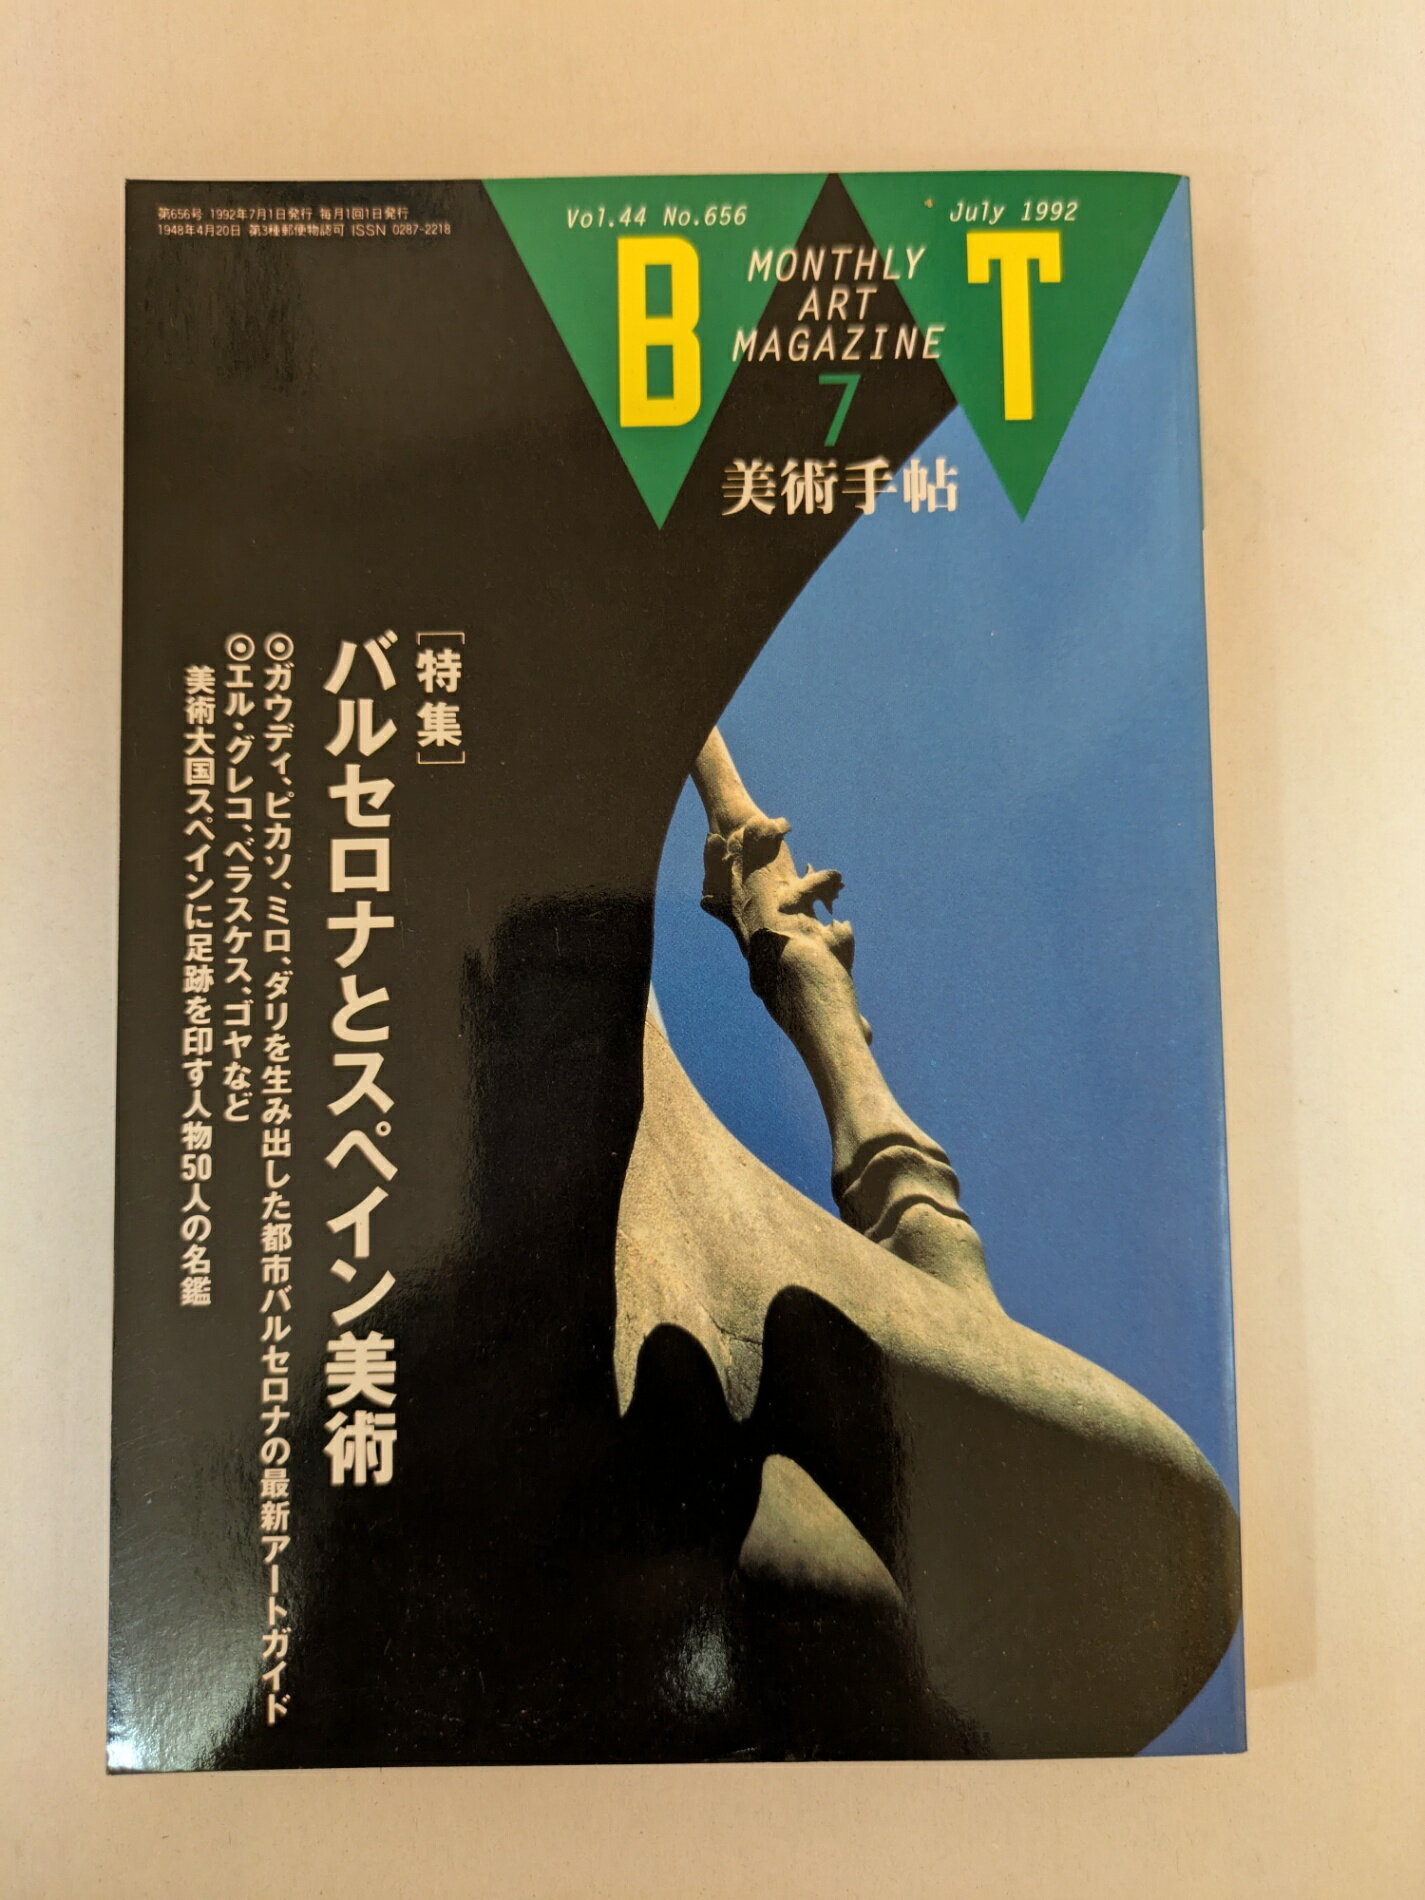 第656号 1992年7月1日発行 毎月1回1日発行
1948年4月20日 第3種郵便物認可 ISSN 0287-2218
Vol.44 No.656
July 1992
BT
MONTHLY
ART
MAGAZINE
7
美術手帖
[特集]
バルセロナとスペイン美術
◎ガウディ、ピカソ、ミロ、ダリを生み出した都市バルセロナの最新アートガイド
◎エル・グレコ、ベラスケス、ゴヤなど
美術大国スペインに足跡を印す人物50人の名鑑